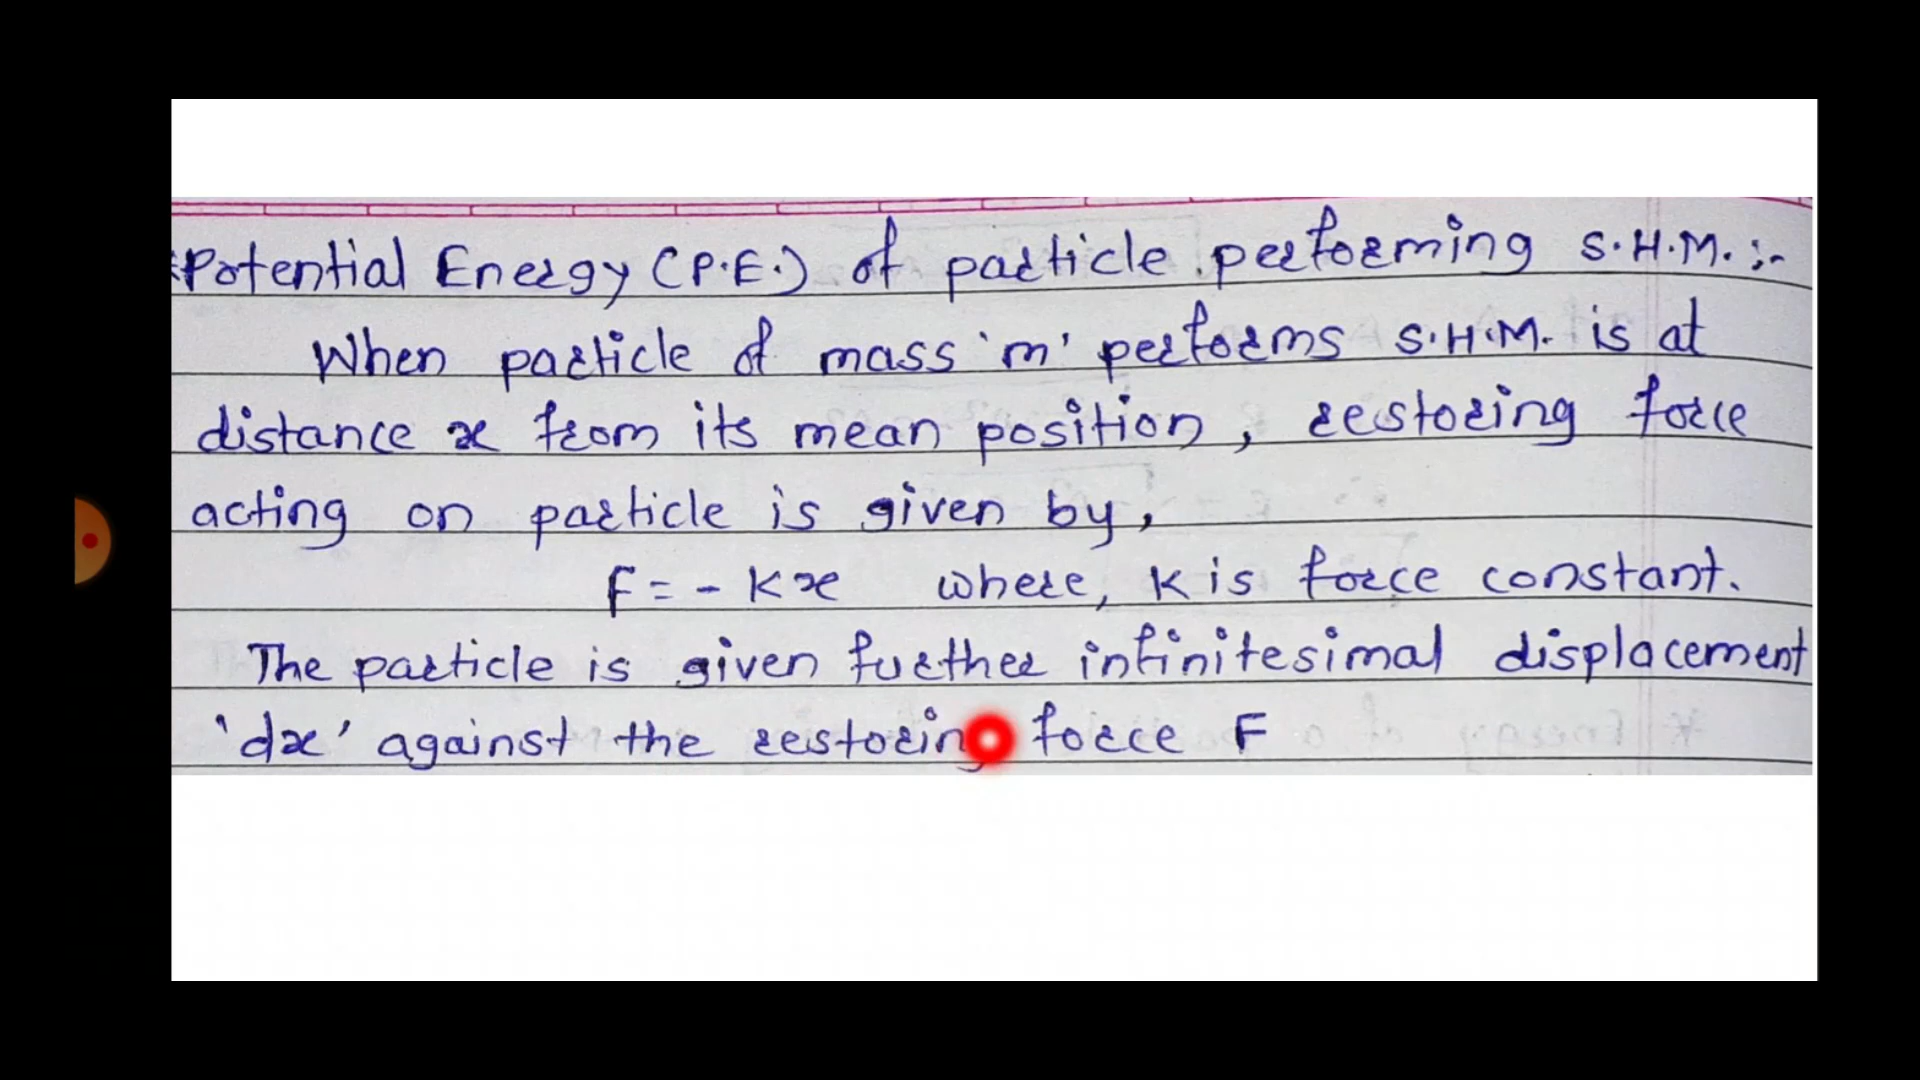 Potential Energy (P.E.) of particle performing S.H.M. :-
When particle of mass 'm' performs S.H.M. is at
distance x from its mean position, restoring force
acting on particle is given by,
F = - Kx where, K is force constant.
The particle is given further infinitesimal displacement
'dx' against the restoring force F